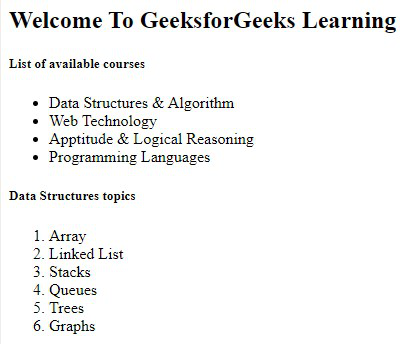 Welcome To GeeksforGeeks Learning
List of available courses
• Data Structures & Algorithm
• Web Technology
• Apptitude & Logical Reasoning
• Programming Languages
Data Structures topics
1. Array
2. Linked List
3. Stacks
4. Queues
5. Trees
6. Graphs